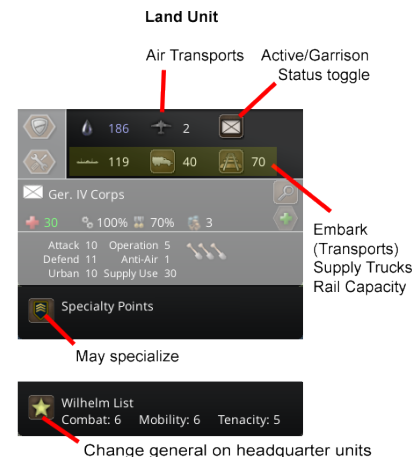 Land Unit
Air Transports
Active/Garrison
Status toggle
186
2
119
40
70
Ger. IV Corps
30
100%
70%
3
Attack 10 Operation 5
Defend 11 Anti-Air 1
Urban 10 Supply Use 30
Embark
(Transports)
Supply Trucks
Rail Capacity
Specialty Points
May specialize
Wilhelm List
Combat: 6 Mobility: 6 Tenacity: 5
Change general on headquarter units